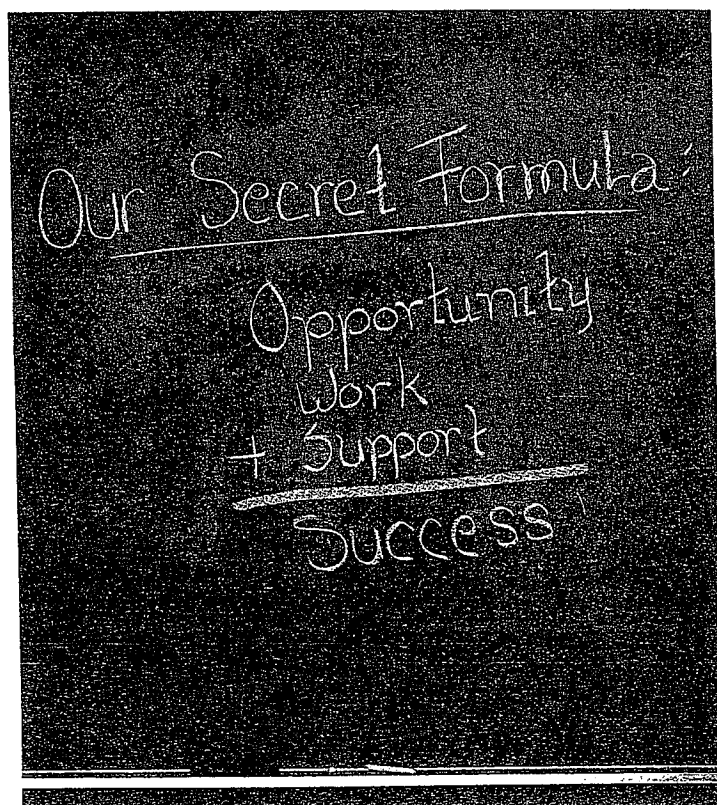 Our Secret Formula:
Opportunity
Work
+ Support
Success